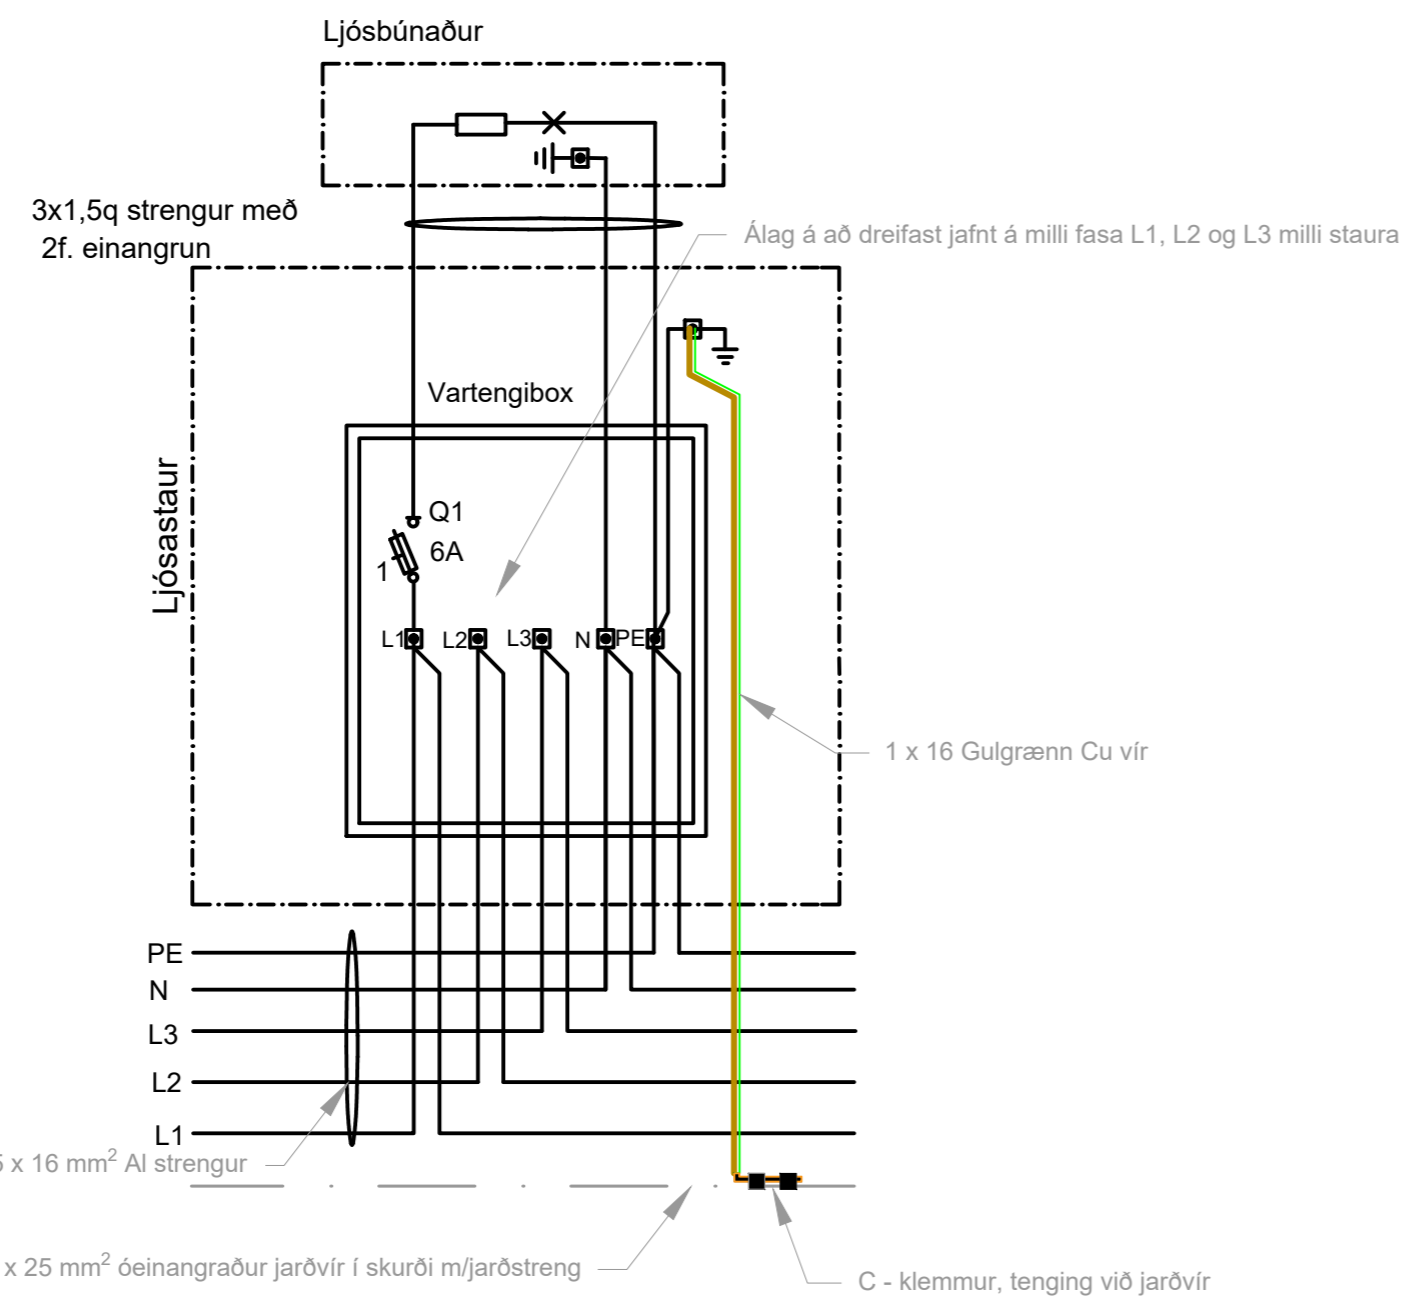 Ljósbúnaður
3x1,5q strengur með
2f. einangrun
Álag á að dreifast jafnt á milli fasa L1, L2 og L3 milli staura
Vartengibox
Ljósastaur
Q1
6A
1
L1 L2 L3 N PE
1 x 16 Gulgrænn Cu vír
PE
N
L3
L2
L1
x 16 mm² Al strengur
x 25 mm² óeinangraður jarðvír í skurði m/jarðstreng
C - klemmur, tenging við jarðvír